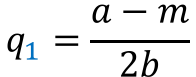 q₁ = (a − m) / 2b